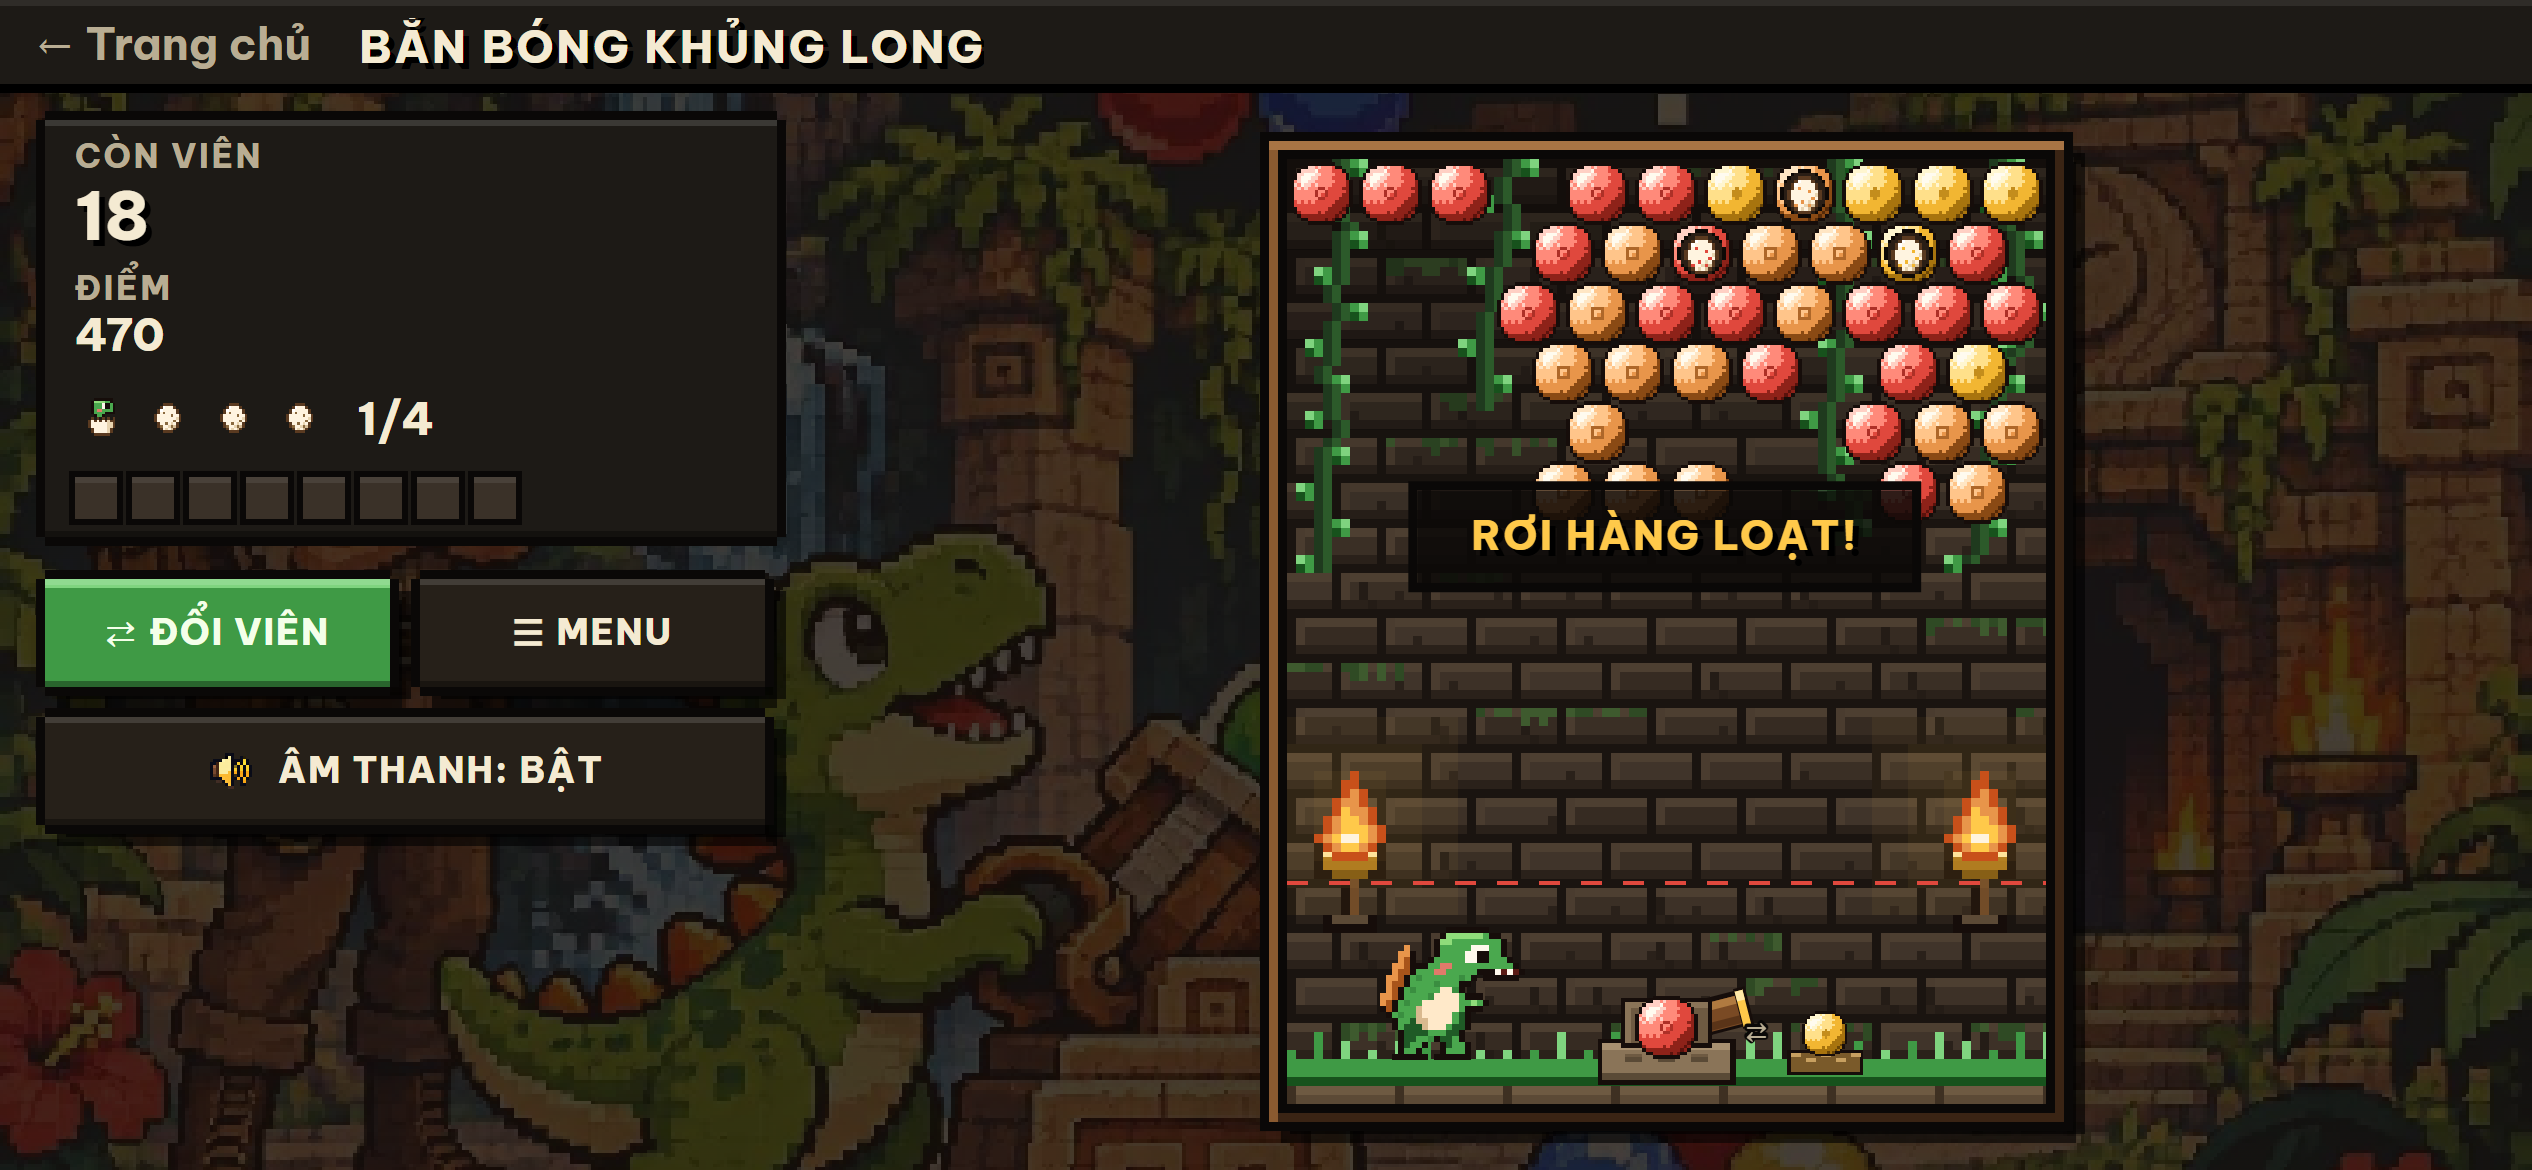 ← Trang chủ BẮN BÓNG KHỦNG LONG
CÒN VIÊN
18
ĐIỂM
470
1/4
⇄ ĐỔI VIÊN
☰ MENU
ÂM THANH: BẬT
RƠI HÀNG LOẠT!
⇄